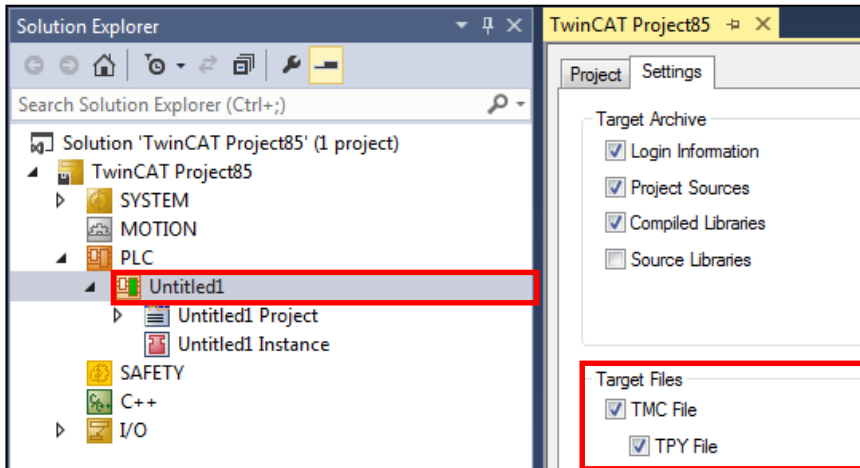 Solution Explorer
Search Solution Explorer (Ctrl+;)
Solution 'TwinCAT Project85' (1 project)
TwinCAT Project85
SYSTEM
MOTION
PLC
Untitled1
Untitled1 Project
Untitled1 Instance
SAFETY
C++
I/O
TwinCAT Project85
Project Settings
Target Archive
Login Information
Project Sources
Compiled Libraries
Source Libraries
Target Files
TMC File
TPY File